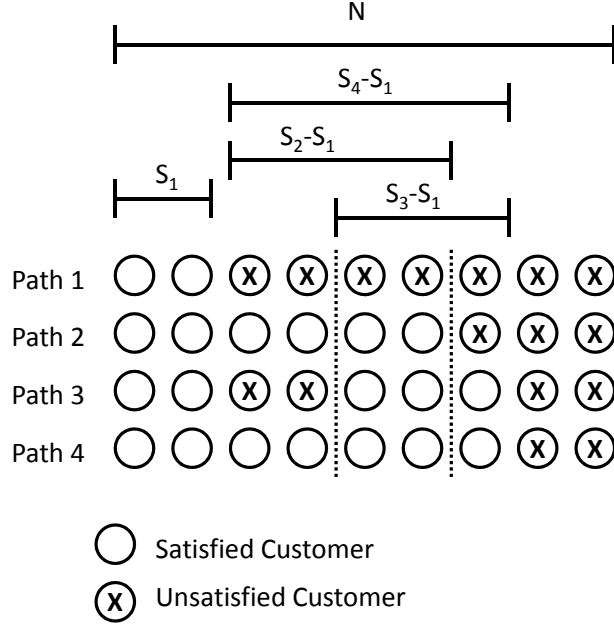 N
S₄-S₁
S₂-S₁
S₁
S₃-S₁
Path 1 X X X X X X X
Path 2 X X X
Path 3 X X X X
Path 4 X X
Satisfied Customer
X Unsatisfied Customer